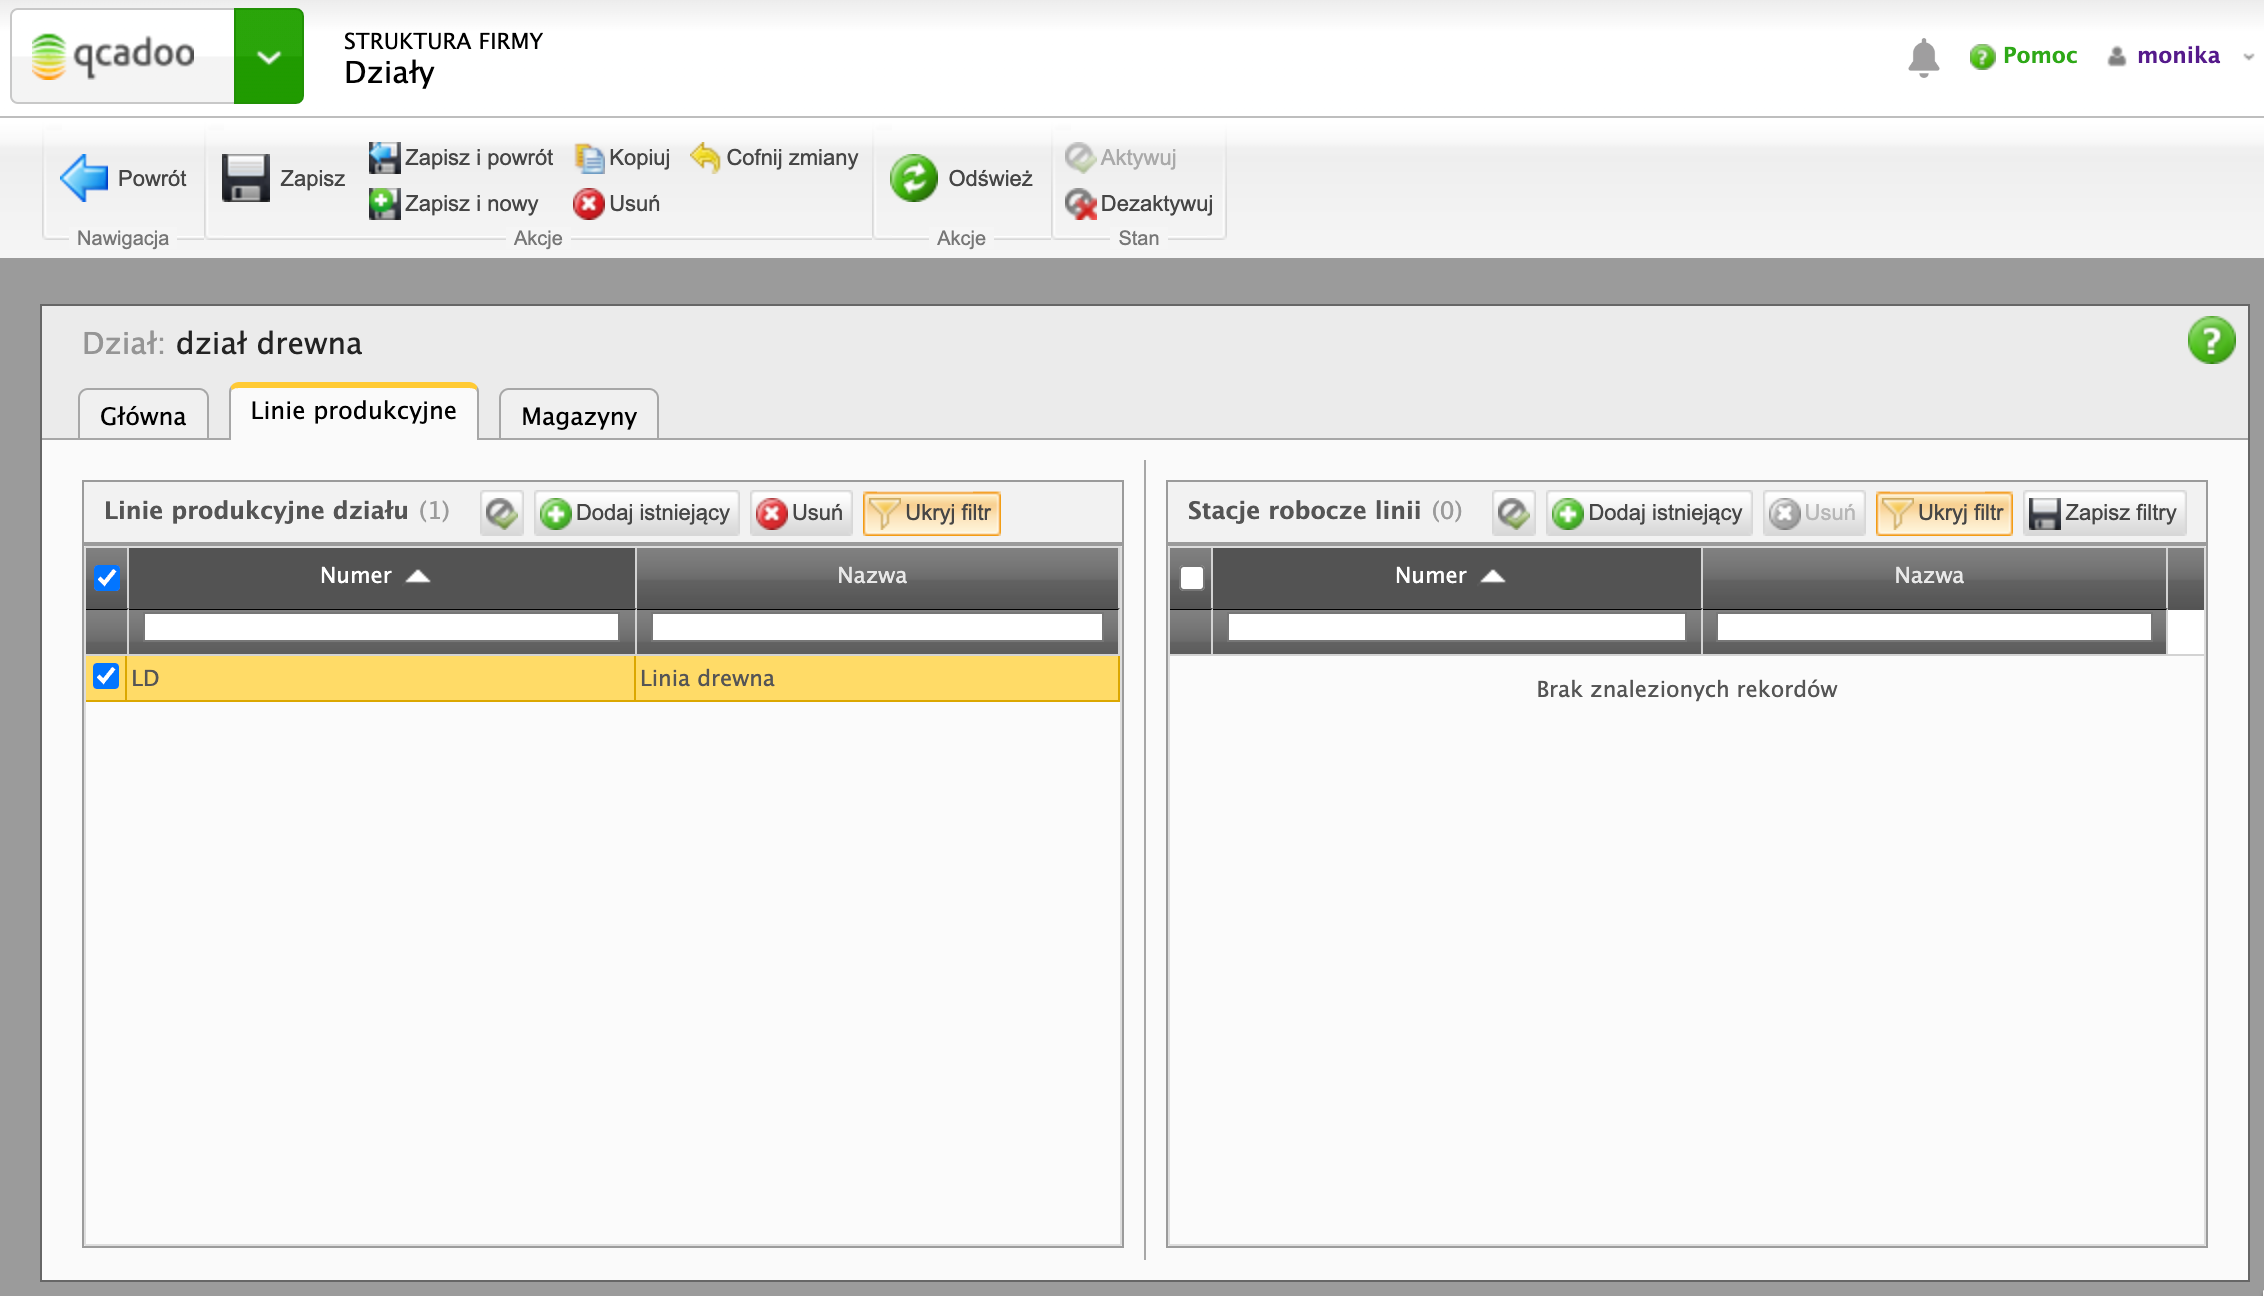 qcadoo
STRUKTURA FIRMY
Działy
Pomoc
monika
Powrót
Nawigacja
Zapisz
Zapisz i powrót
Kopiuj
Cofnij zmiany
Zapisz i nowy
Usuń
Akcje
Odśwież
Akcje
Aktywuj
Dezaktywuj
Stan
Dział: dział drewna
Główna
Linie produkcyjne
Magazyny
Linie produkcyjne działu (1)
Dodaj istniejący
Usuń
Ukryj filtr
Numer
Nazwa
LD
Linia drewna
Stacje robocze linii (0)
Dodaj istniejący
Usuń
Ukryj filtr
Zapisz filtry
Numer
Nazwa
Brak znalezionych rekordów